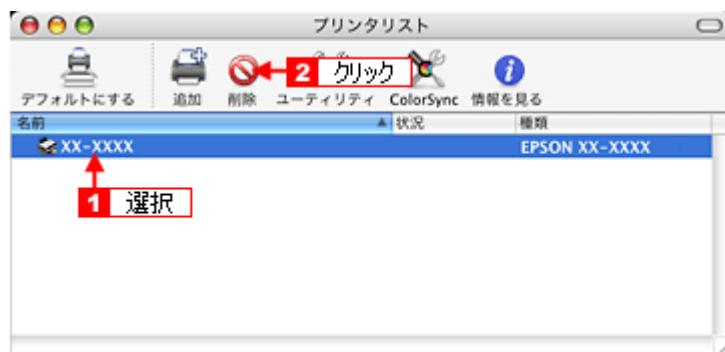 プリンタリスト
2 クリック
デフォルトにする 追加 削除 ユーティリティ ColorSync 情報を見る
名前 状況 種類
XX-XXXX EPSON XX-XXXX
1 選択